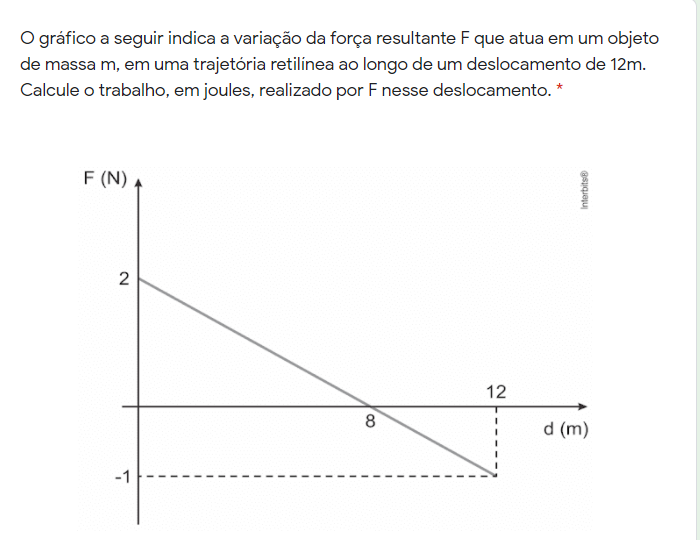 O gráfico a seguir indica a variação da força resultante F que atua em um objeto
de massa m, em uma trajetória retilínea ao longo de um deslocamento de 12m.
Calcule o trabalho, em joules, realizado por F nesse deslocamento. *
F (N)
Interbits®
2
12
8
d (m)
-1